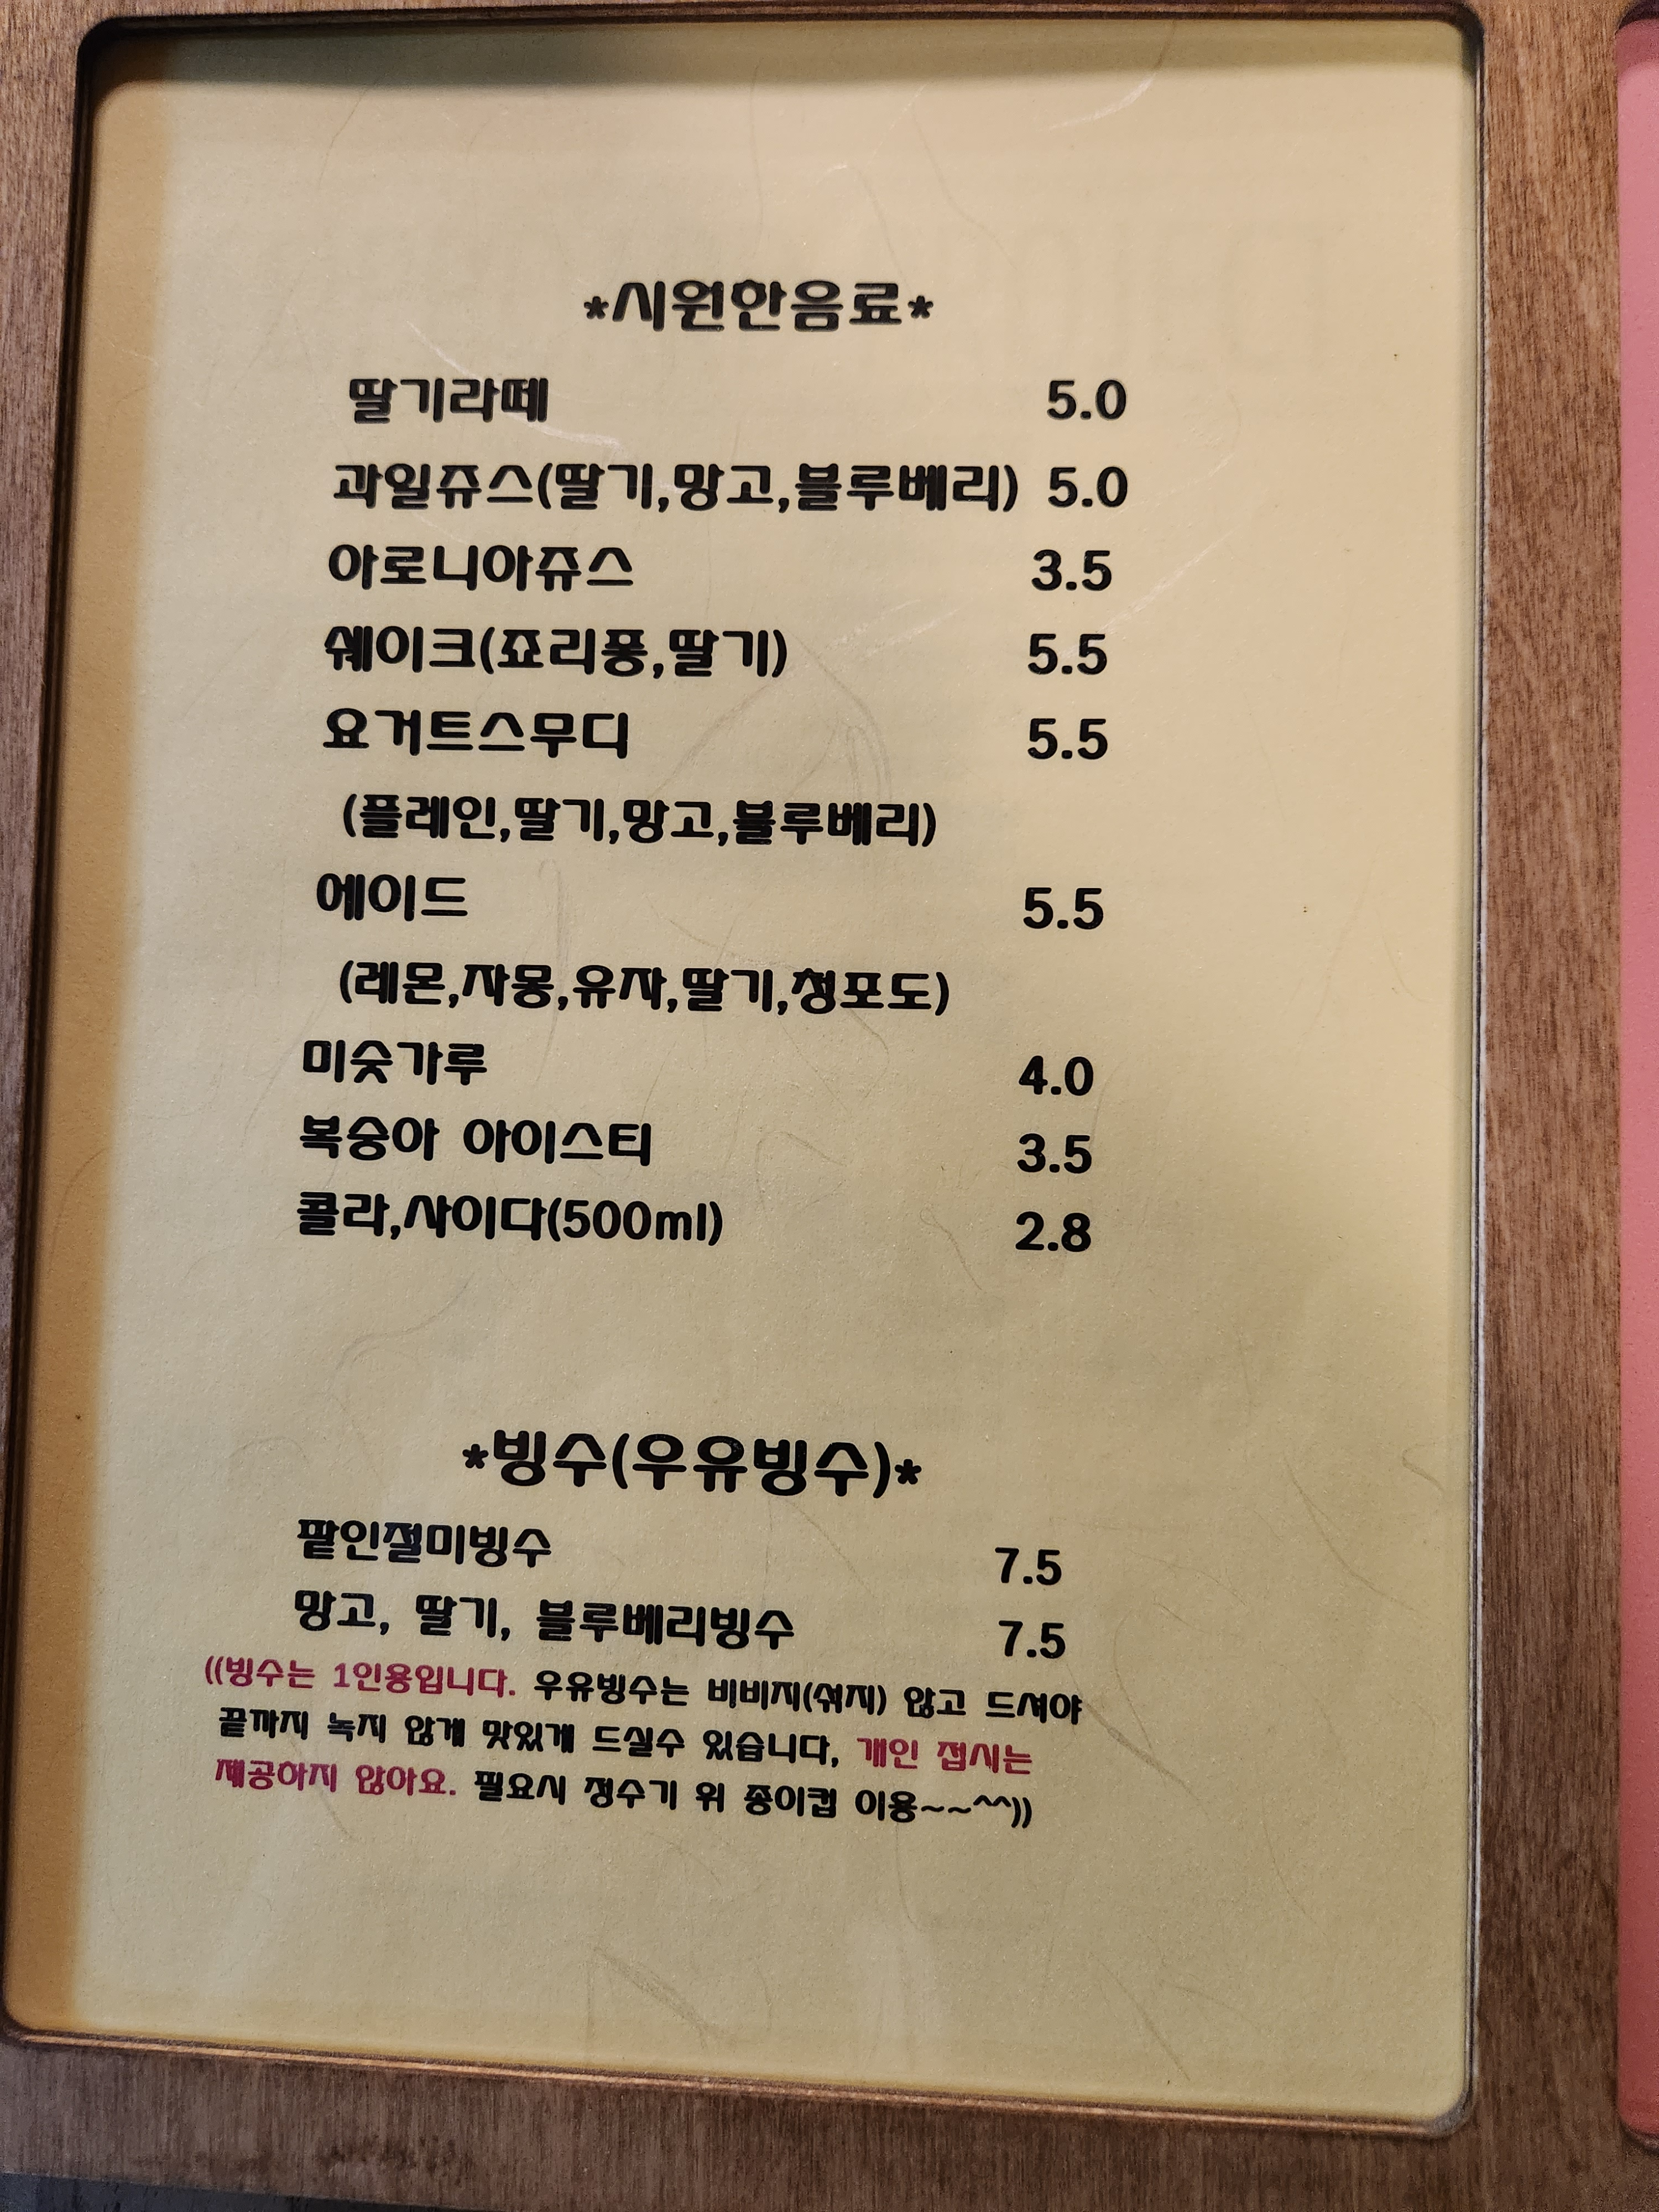 *시원한음료*
딸기라떼 5.0
과일쥬스(딸기,망고,블루베리) 5.0
아로니아쥬스 3.5
쉐이크(죠리퐁,딸기) 5.5
요거트스무디 5.5
(플레인,딸기,망고,블루베리)
에이드 5.5
(레몬,자몽,유자,딸기,청포도)
미숫가루 4.0
복숭아 아이스티 3.5
콜라,사이다(500ml) 2.8
*빙수(우유빙수)*
팥인절미빙수 7.5
망고, 딸기, 블루베리빙수 7.5
((빙수는 1인용입니다. 우유빙수는 비비지(섞지) 않고 드셔야
끝까지 녹지 않게 맛있게 드실수 있습니다, 개인 접시는
제공하지 않아요. 필요시 정수기 위 종이컵 이용~~^^))